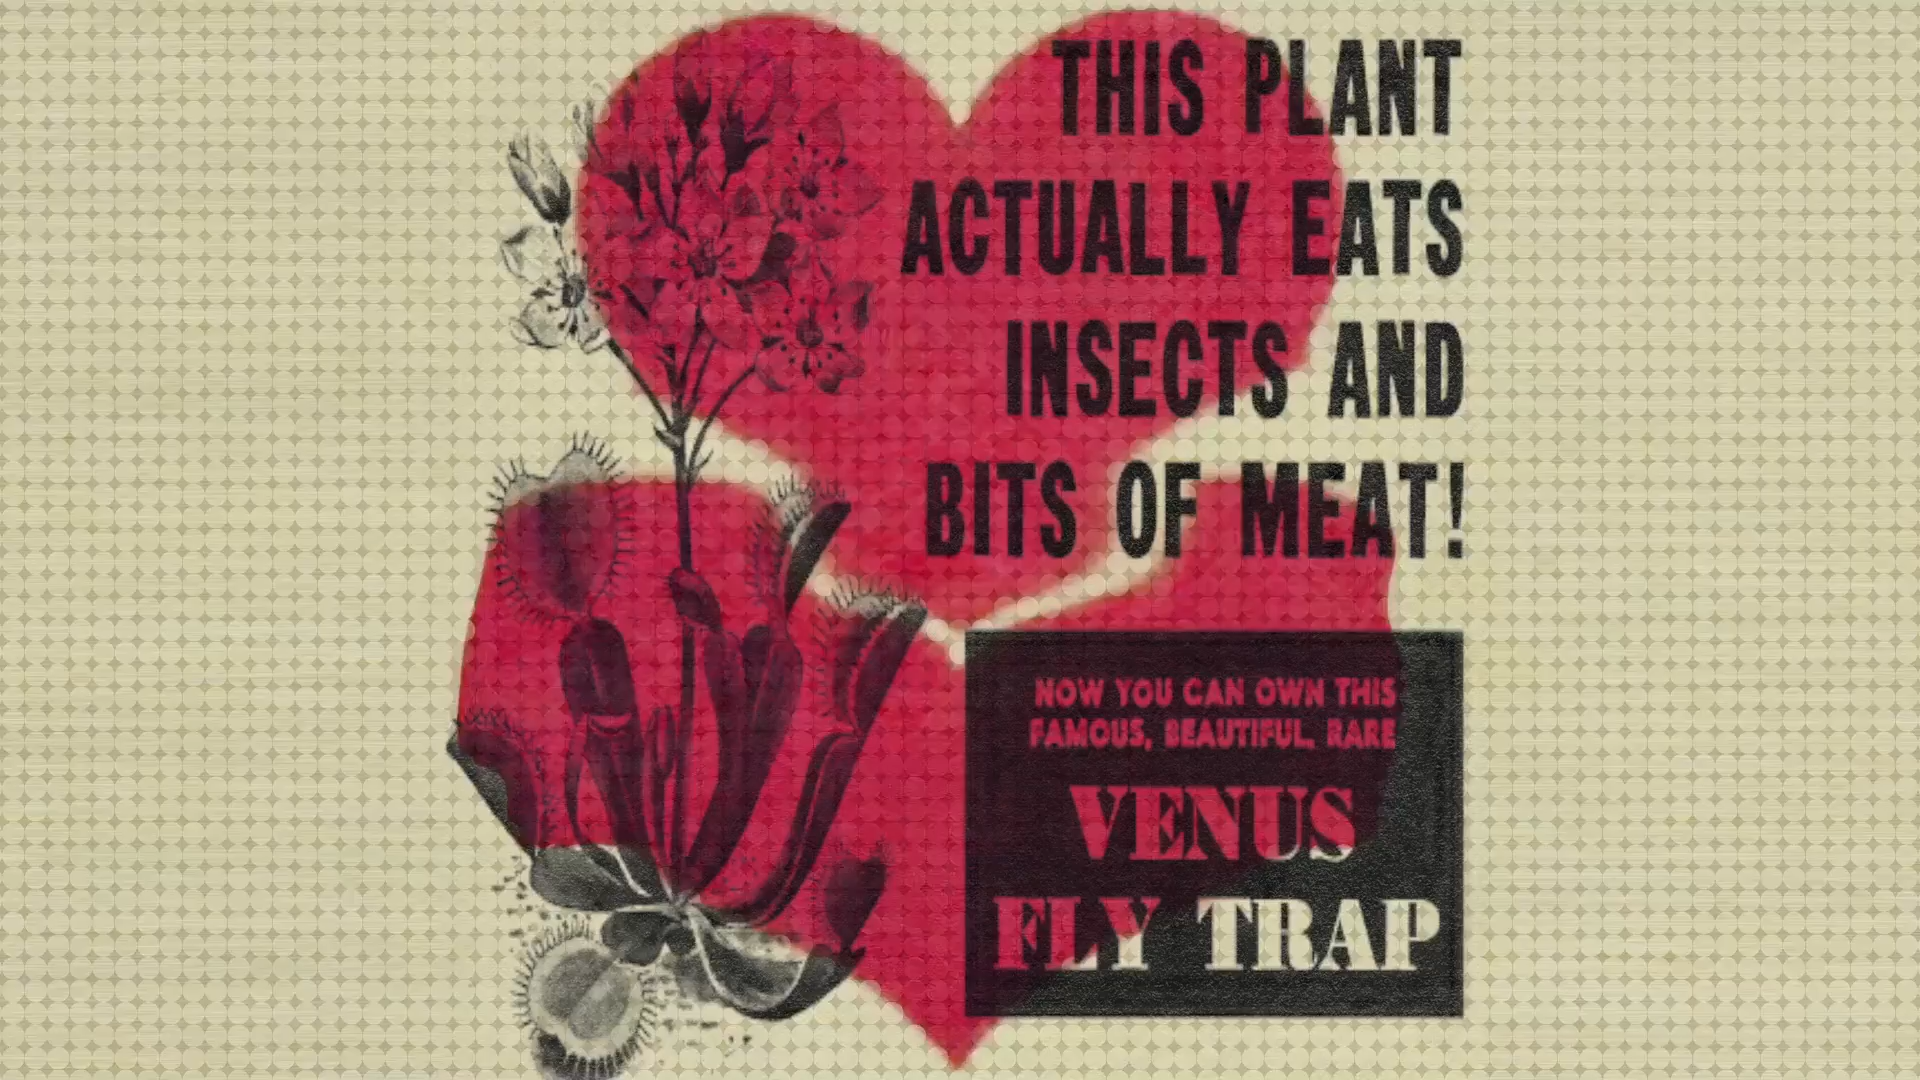 THIS PLANT
ACTUALLY EATS
INSECTS AND
BITS OF MEAT!
NOW YOU CAN OWN THIS
FAMOUS, BEAUTIFUL, RARE
VENUS
FLY TRAP